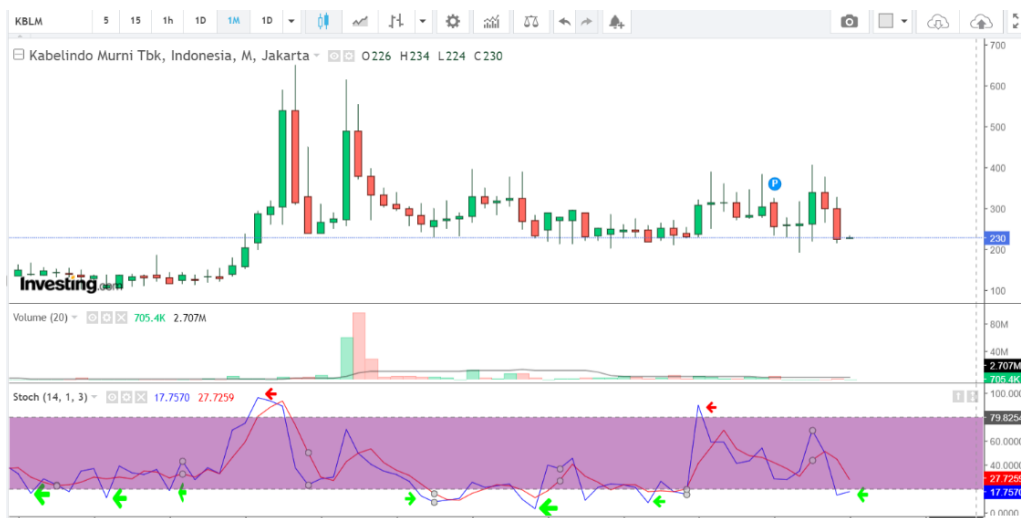 KBLM 5 15 1h 1D 1M 1D
Kabelindo Murni Tbk, Indonesia, M, Jakarta O226 H234 L224 C230
700
600
500
400
300
P
230
200
100
Investing.com
Volume (20) 705.4K 2.707M
80M
40M
2.707M
705.4K
Stoch (14, 1, 3) 17.7570 27.7259
100.000
79.8254
60.0000
40.0000
27.7259
17.7570
0.0000